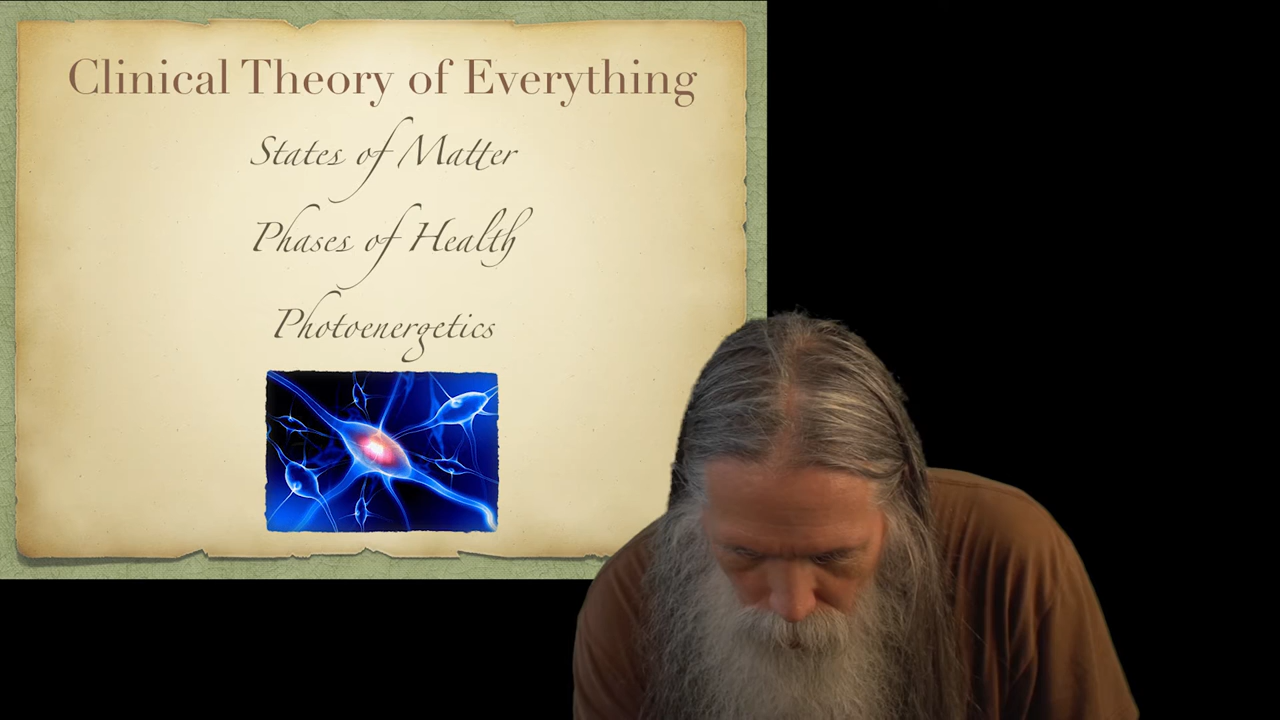 Clinical Theory of Everything
States of Matter
Phases of Health
Photoenergetics